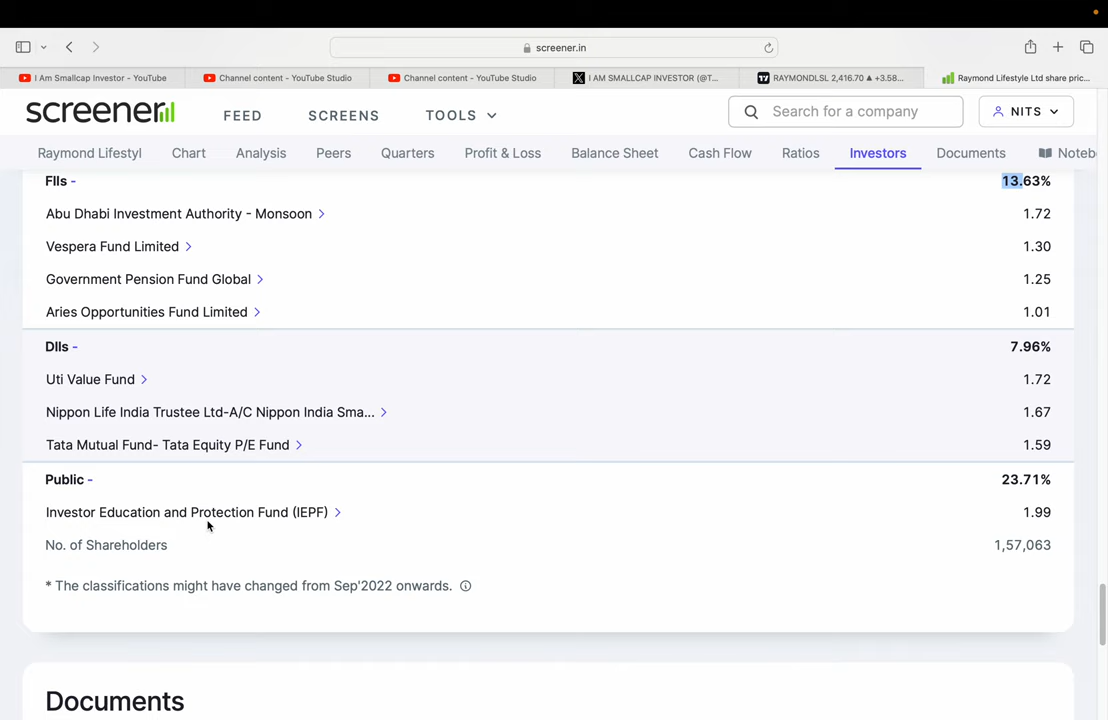 screener.in
I Am Smallcap Investor - YouTube
Channel content - YouTube Studio
Channel content - YouTube Studio
I AM SMALLCAP INVESTOR (@T...
RAYMONDLSL 2,416.70 ▲ +3.58...
Raymond Lifestyle Ltd share pric...
screener
FEED SCREENS TOOLS
Search for a company
NITS
Raymond Lifestyl Chart Analysis Peers Quarters Profit & Loss Balance Sheet Cash Flow Ratios Investors Documents Noteb
FIIs - 13.63%
Abu Dhabi Investment Authority - Monsoon 1.72
Vespera Fund Limited 1.30
Government Pension Fund Global 1.25
Aries Opportunities Fund Limited 1.01
DIIs - 7.96%
Uti Value Fund 1.72
Nippon Life India Trustee Ltd-A/C Nippon India Sma... 1.67
Tata Mutual Fund- Tata Equity P/E Fund 1.59
Public - 23.71%
Investor Education and Protection Fund (IEPF) 1.99
No. of Shareholders 1,57,063
* The classifications might have changed from Sep'2022 onwards.
Documents